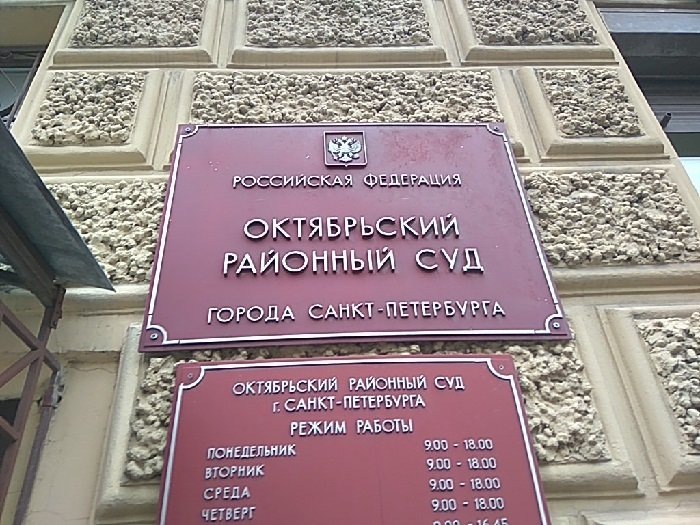 РОССИЙСКАЯ ФЕДЕРАЦИЯ
ОКТЯБРЬСКИЙ
РАЙОННЫЙ СУД
ГОРОДА САНКТ-ПЕТЕРБУРГА
ОКТЯБРЬСКИЙ РАЙОННЫЙ СУД
г. САНКТ-ПЕТЕРБУРГА
РЕЖИМ РАБОТЫ
ПОНЕДЕЛЬНИК 9.00 - 18.00
ВТОРНИК 9.00 - 18.00
СРЕДА 9.00 - 18.00
ЧЕТВЕРГ 9.00 - 18.00